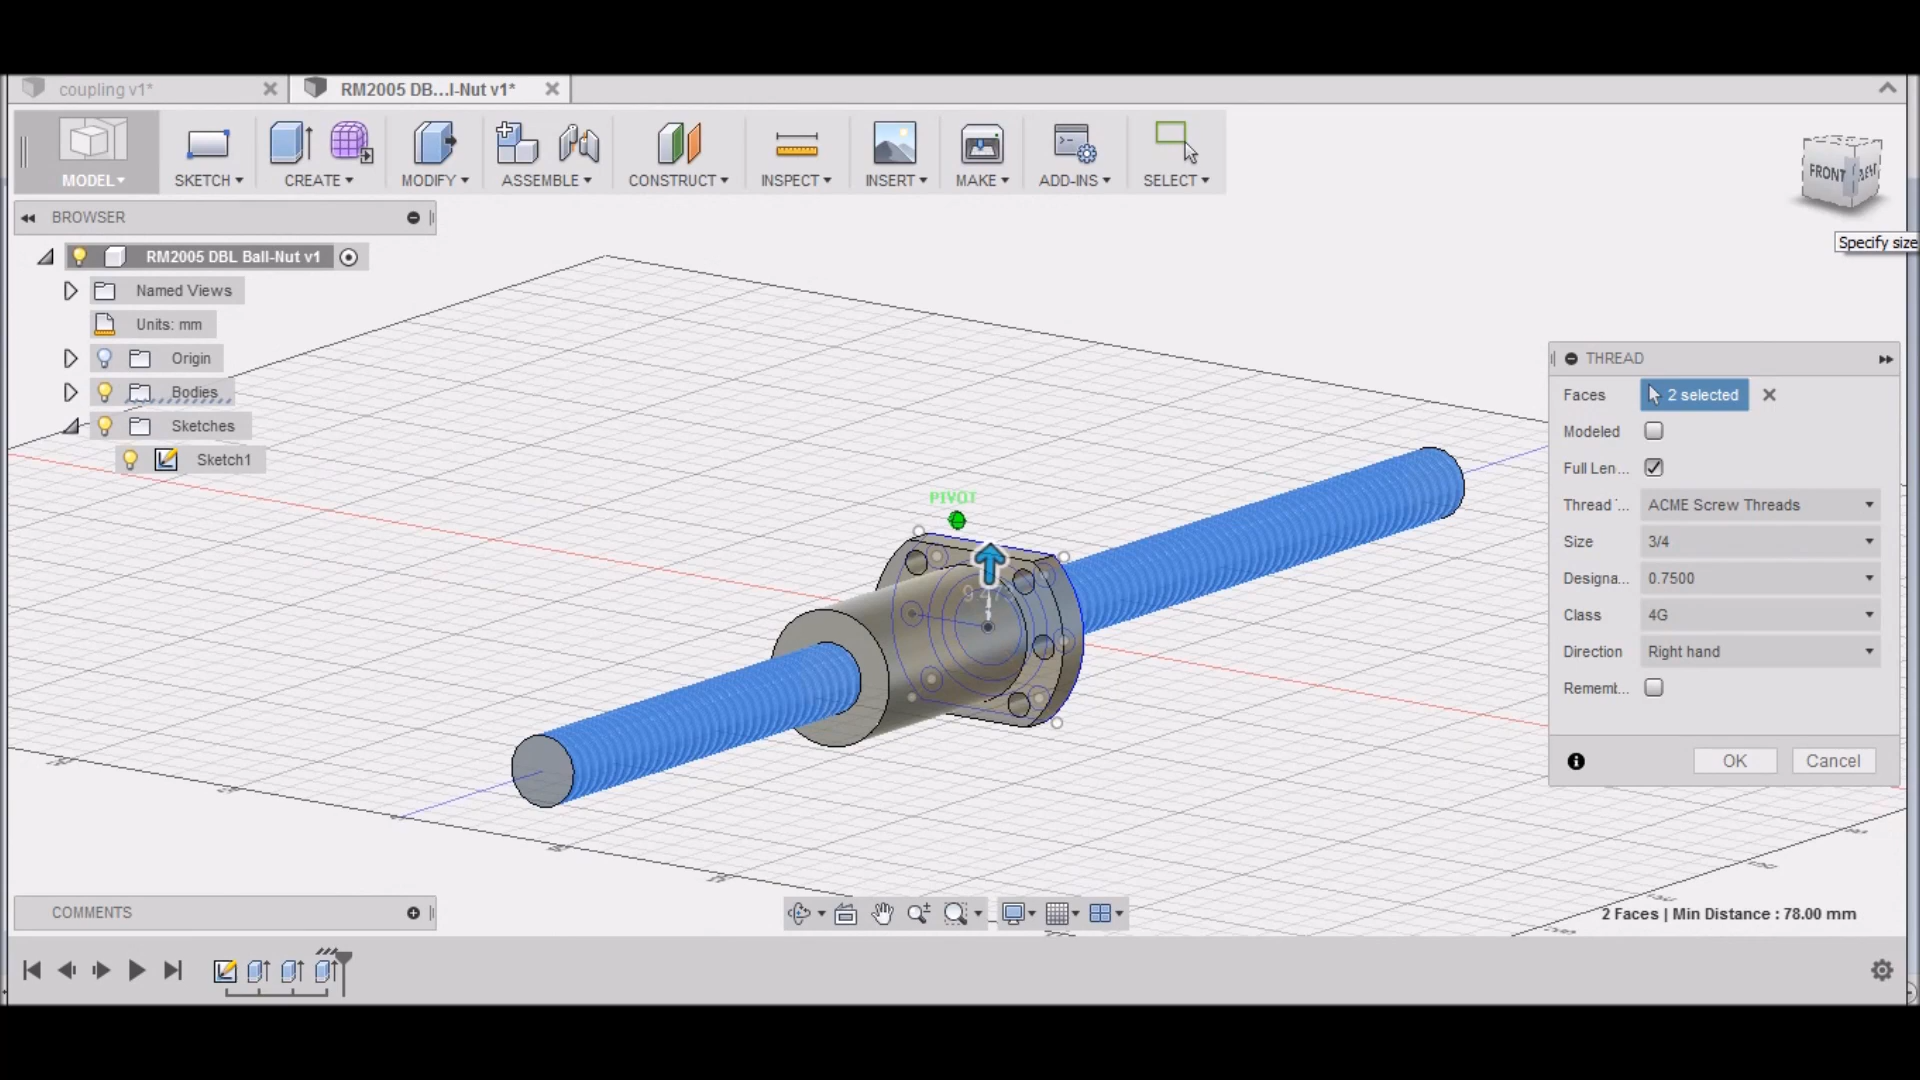 coupling v1*
RM2005 DB...l-Nut v1*
MODEL
SKETCH
CREATE
MODIFY
ASSEMBLE
CONSTRUCT
INSPECT
INSERT
MAKE
ADD-INS
SELECT
FRONT
Specify size
BROWSER
RM2005 DBL Ball-Nut v1
Named Views
Units: mm
Origin
Bodies
Sketches
Sketch1
PIVOT
THREAD
Faces
2 selected
Modeled
Full Len...
Thread ...
ACME Screw Threads
Size
3/4
Designa...
0.7500
Class
4G
Direction
Right hand
Rememt...
OK
Cancel
COMMENTS
2 Faces | Min Distance : 78.00 mm